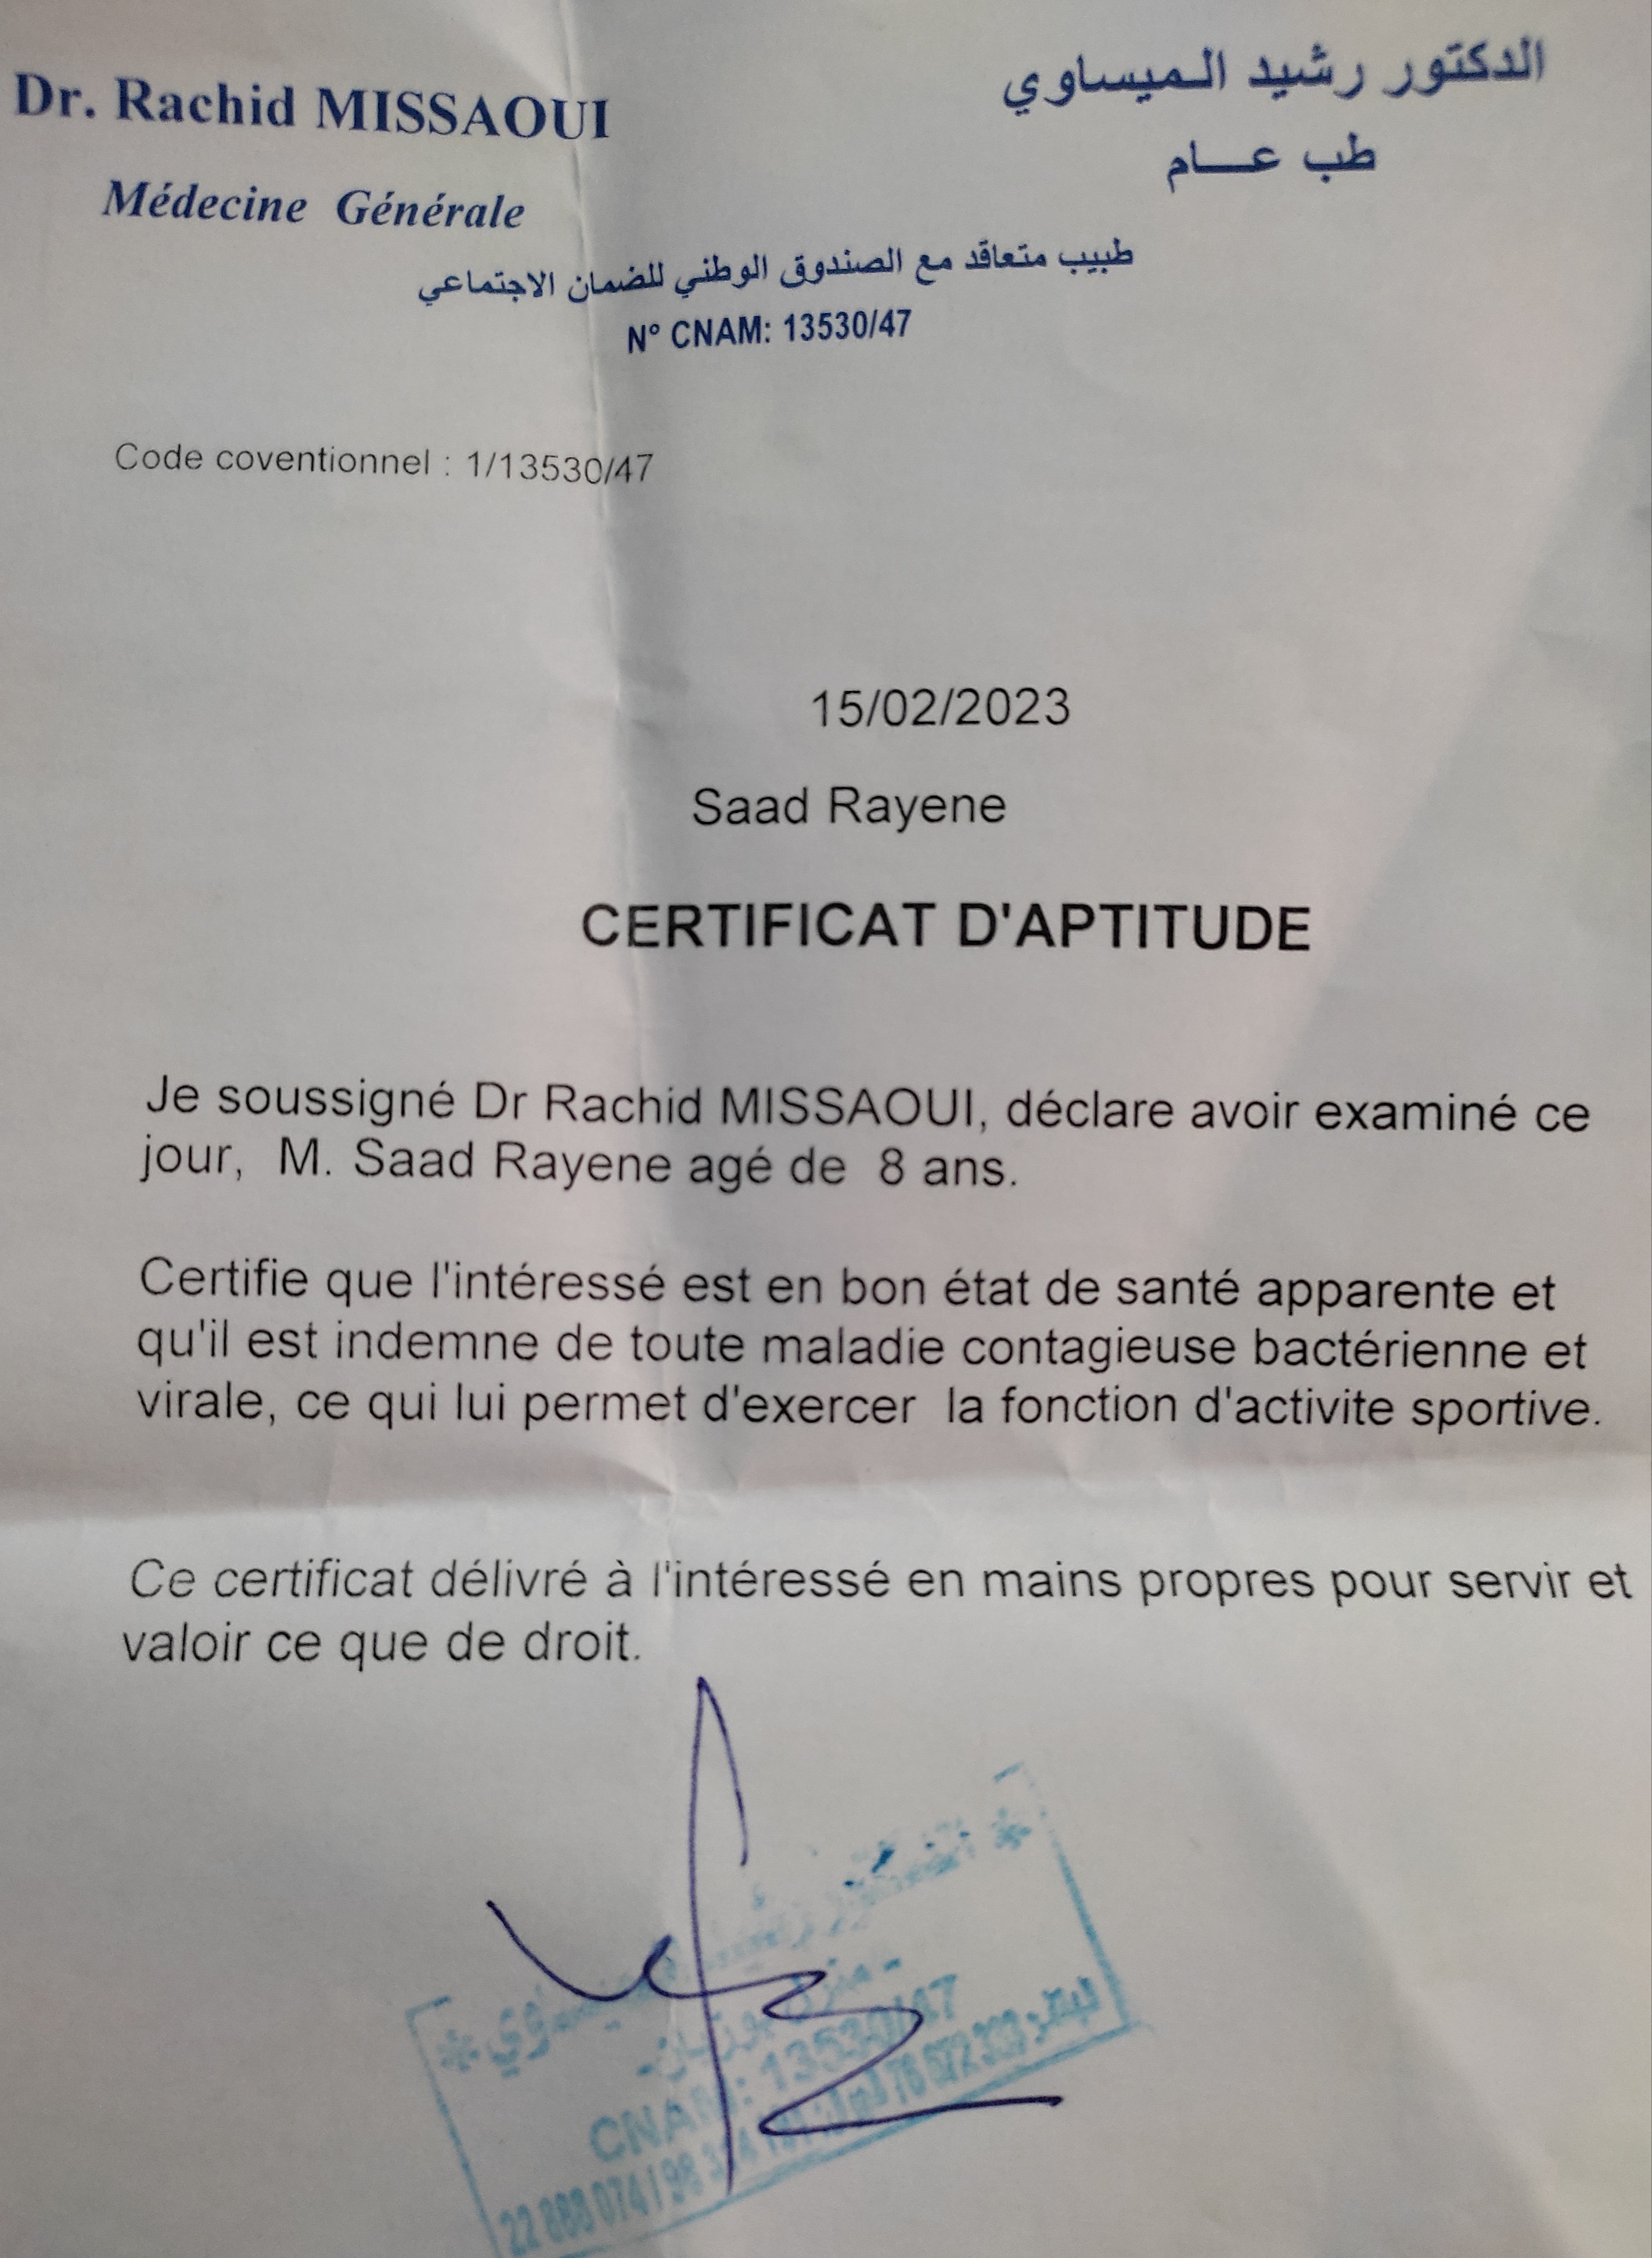 Dr. Rachid MISSAOUI
الدكتور رشيد الميساوي
Médecine Générale
طب عـــام
طبيب متعاقد مع الصندوق الوطني للضمان الاجتماعي
N° CNAM: 13530/47
Code coventionnel : 1/13530/47
15/02/2023
Saad Rayene
CERTIFICAT D'APTITUDE
Je soussigné Dr Rachid MISSAOUI, déclare avoir examiné ce
jour, M. Saad Rayene agé de 8 ans.
Certifie que l'intéressé est en bon état de santé apparente et
qu'il est indemne de toute maladie contagieuse bactérienne et
virale, ce qui lui permet d'exercer la fonction d'activite sportive.
Ce certificat délivré à l'intéressé en mains propres pour servir et
valoir ce que de droit.
CNAM: 13530/47